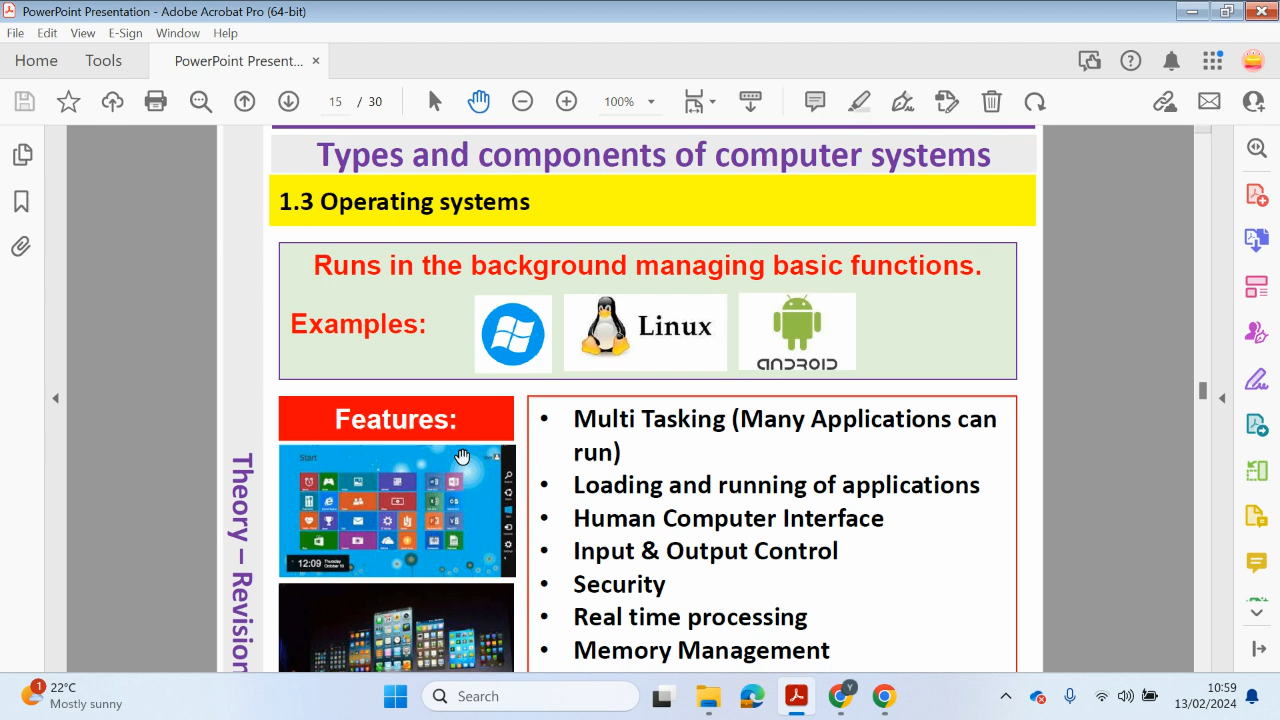 PowerPoint Presentation - Adobe Acrobat Pro (64-bit)
File Edit View E-Sign Window Help
Home Tools PowerPoint Present... ×
15 / 30 100%
Types and components of computer systems
1.3 Operating systems
Runs in the background managing basic functions.
Examples: Linux ANDROID
Features:
• Multi Tasking (Many Applications can
run)
• Loading and running of applications
• Human Computer Interface
• Input & Output Control
• Security
• Real time processing
• Memory Management
Start
12:09 Thursday
October 10
Theory – Revision
1 22°C
Mostly sunny
Search
Y
10:59
13/02/2024